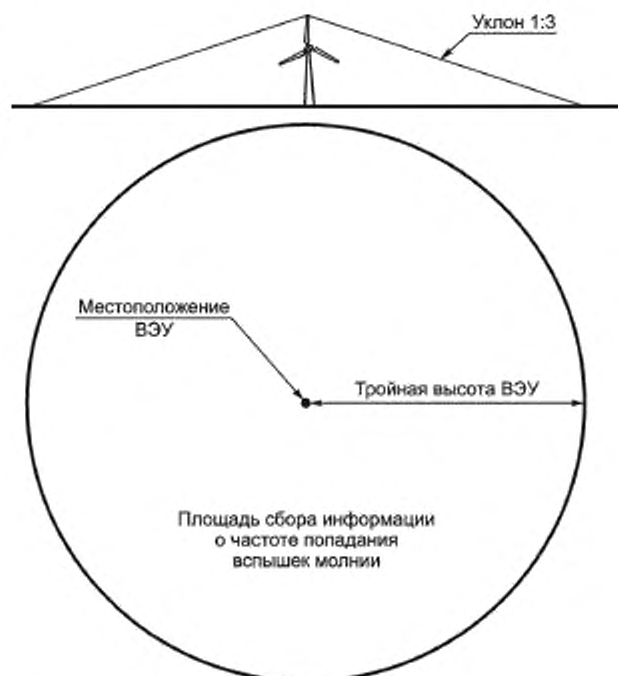 Уклон 1:3
Местоположение
ВЭУ
Тройная высота ВЭУ
Площадь сбора информации
о частоте попадания
вспышек молнии